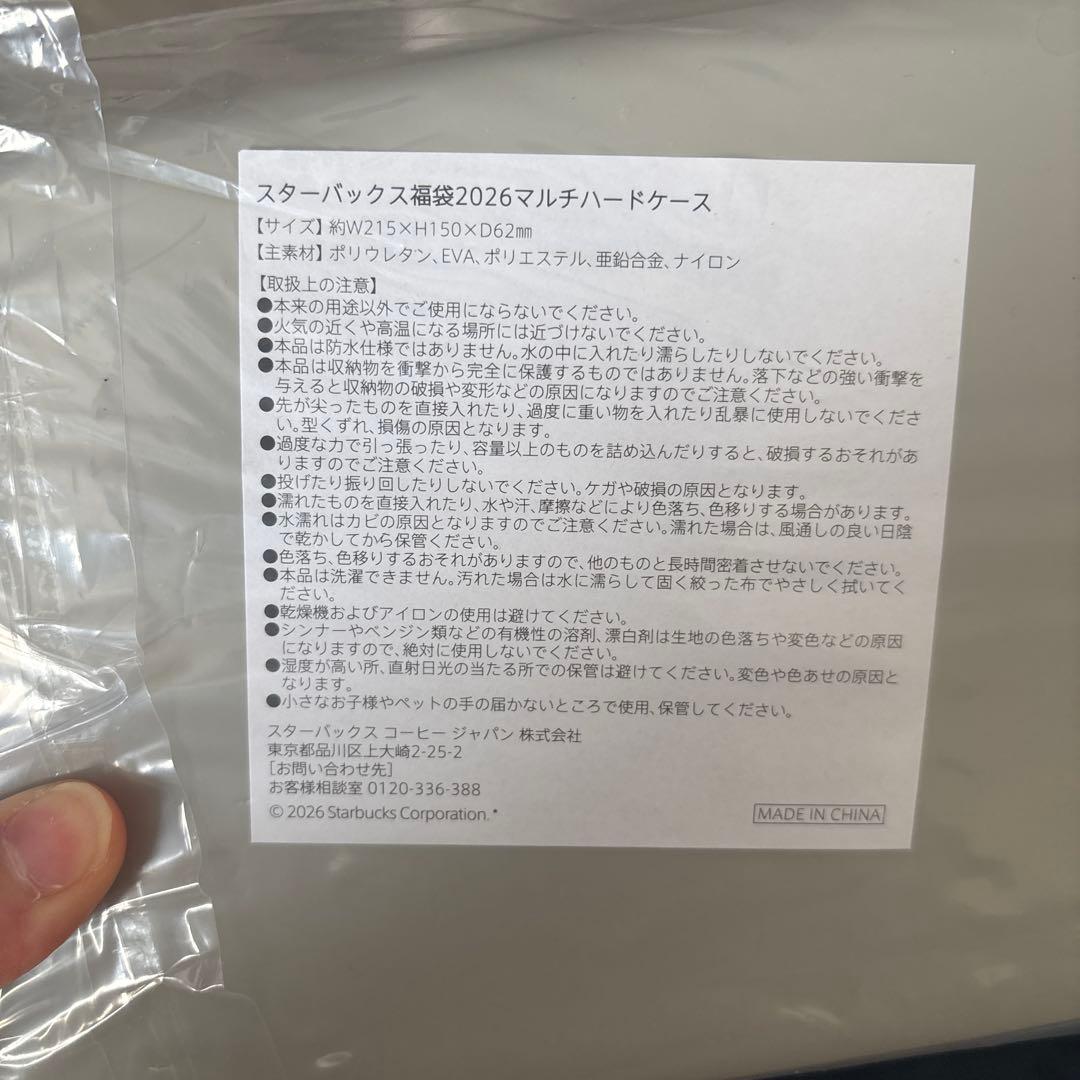 スターバックス福袋2026マルチハードケース
【サイズ】約W215×H150×D62㎜
【主素材】ポリウレタン、EVA、ポリエステル、亜鉛合金、ナイロン
【取扱上の注意】
●本来の用途以外でご使用にならないでください。
●火気の近くや高温になる場所には近づけないでください。
●本品は防水仕様ではありません。水の中に入れたり濡らしたりしないでください。
●本品は収納物を衝撃から完全に保護するものではありません。落下などの強い衝撃を
与えると収納物の破損や変形などの原因になりますのでご注意ください。
●先が尖ったものを直接入れたり、過度に重い物を入れたり乱暴に使用しないでくださ
い。型くずれ、損傷の原因となります。
●過度な力で引っ張ったり、容量以上のものを詰め込んだりすると、破損するおそれがあ
りますのでご注意ください。
●投げたり振り回したりしないでください。ケガや破損の原因となります。
●濡れたものを直接入れたり、水や汗、摩擦などにより色落ち、色移りする場合があります。
●水濡れはカビの原因となりますのでご注意ください。濡れた場合は、風通しの良い日陰
で乾かしてから保管ください。
●色落ち、色移りするおそれがありますので、他のものと長時間密着させないでください。
●本品は洗濯できません。汚れた場合は水に濡らして固く絞った布でやさしく拭いてく
ださい。
●乾燥機およびアイロンの使用は避けてください。
●シンナーやベンジン類などの有機性の溶剤、漂白剤は生地の色落ちや変色などの原因
になりますので、絶対に使用しないでください。
●湿度が高い所、直射日光の当たる所での保管は避けてください。変色や色あせの原因と
なります。
●小さなお子様やペットの手の届かないところで使用、保管してください。
スターバックス コーヒー ジャパン 株式会社
東京都品川区上大崎2-25-2
[お問い合わせ先]
お客様相談室 0120-336-388
© 2026 Starbucks Corporation.*
MADE IN CHINA